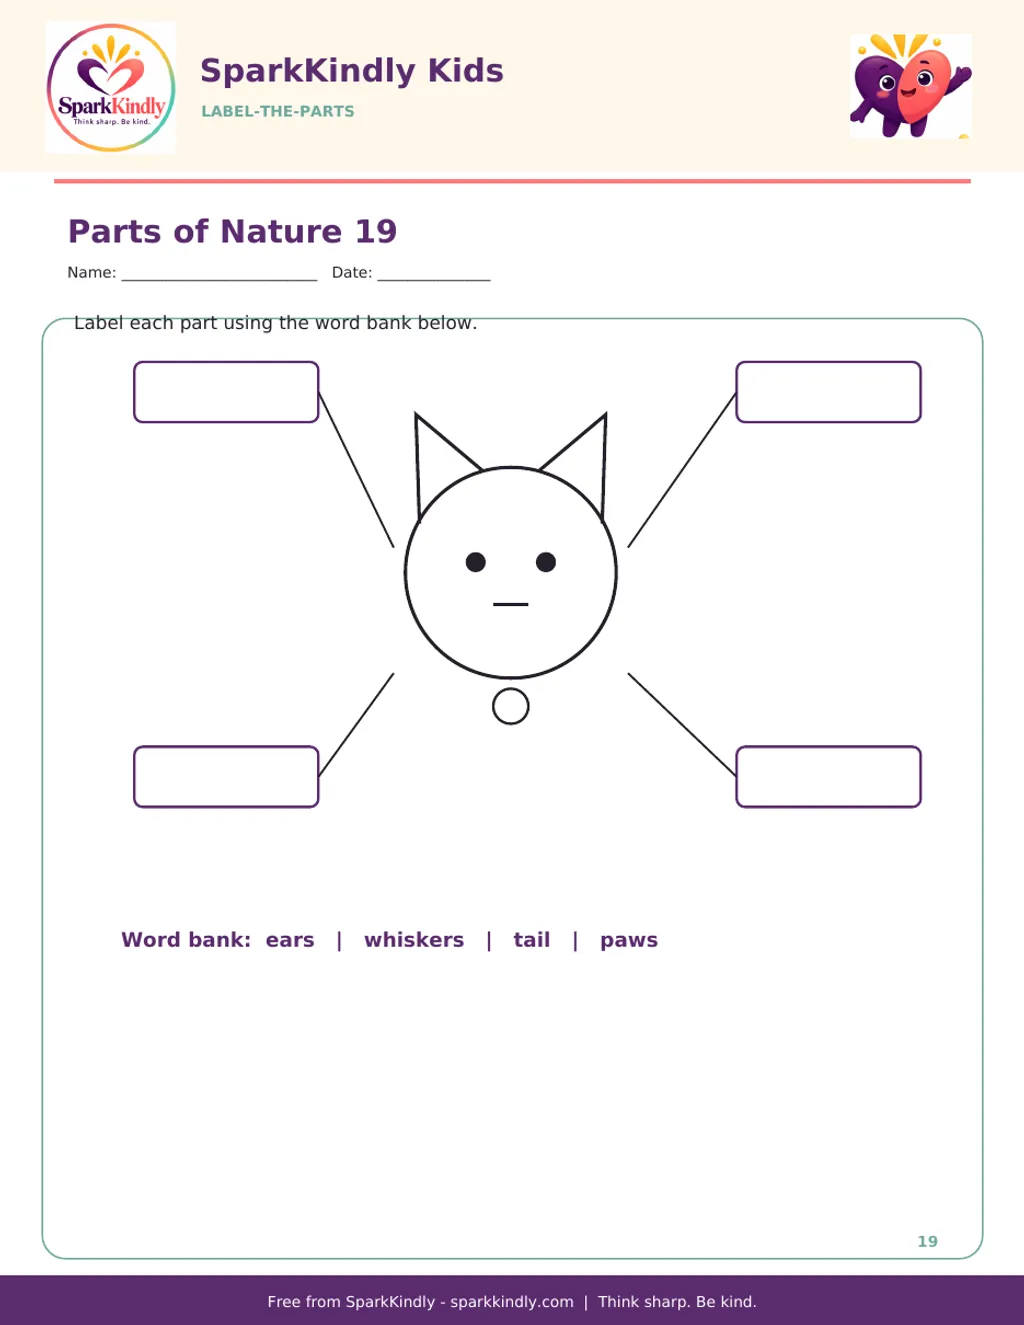 SparkKindly
Think sharp. Be kind.
SparkKindly Kids
LABEL-THE-PARTS
Parts of Nature 19
Name: __________________________ Date: _______________
Label each part using the word bank below.
Word bank: ears | whiskers | tail | paws
19
Free from SparkKindly - sparkkindly.com | Think sharp. Be kind.